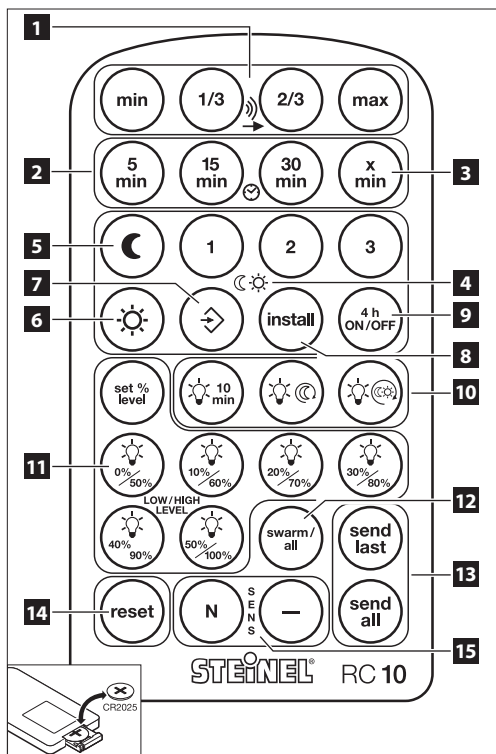 1
min 1/3 2/3 max
2
5 min
15 min
30 min
x min
3
5
1 2 3
7
4
6
install
4 h ON/OFF
9
8
set % level
10 min
10
11
0%/50%
10%/60%
20%/70%
30%/80%
LOW/HIGH LEVEL
12
40% 90%
50%/100%
swarm/ all
send last
13
14
reset
N
SENS
–
send all
15
STEINEL® RC 10
CR2025